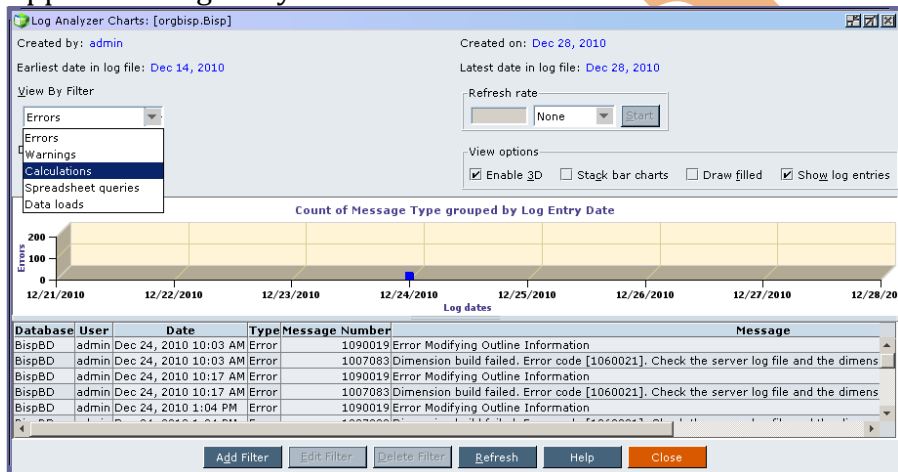 Log Analyzer Charts: [orgbisp.Bisp]
Created by: admin
Created on: Dec 28, 2010
Earliest date in log file: Dec 14, 2010
Latest date in log file: Dec 28, 2010
View By Filter
Refresh rate
Errors
None
Start
Errors
Warnings
Calculations
Spreadsheet queries
Data loads
View options
Enable 3D
Stack bar charts
Draw filled
Show log entries
Count of Message Type grouped by Log Entry Date
Errors
200
100
0
12/21/2010 12/22/2010 12/23/2010 12/24/2010 12/25/2010 12/26/2010 12/27/2010 12/28/20
Log dates
Database User Date Type Message Number Message
BispBD admin Dec 24, 2010 10:03 AM Error 1090019 Error Modifying Outline Information
BispBD admin Dec 24, 2010 10:03 AM Error 1007083 Dimension build failed. Error code [1060021]. Check the server log file and the dimens
BispBD admin Dec 24, 2010 10:17 AM Error 1090019 Error Modifying Outline Information
BispBD admin Dec 24, 2010 10:17 AM Error 1007083 Dimension build failed. Error code [1060021]. Check the server log file and the dimens
BispBD admin Dec 24, 2010 1:04 PM Error 1090019 Error Modifying Outline Information
Add Filter Edit Filter Delete Filter Refresh Help Close